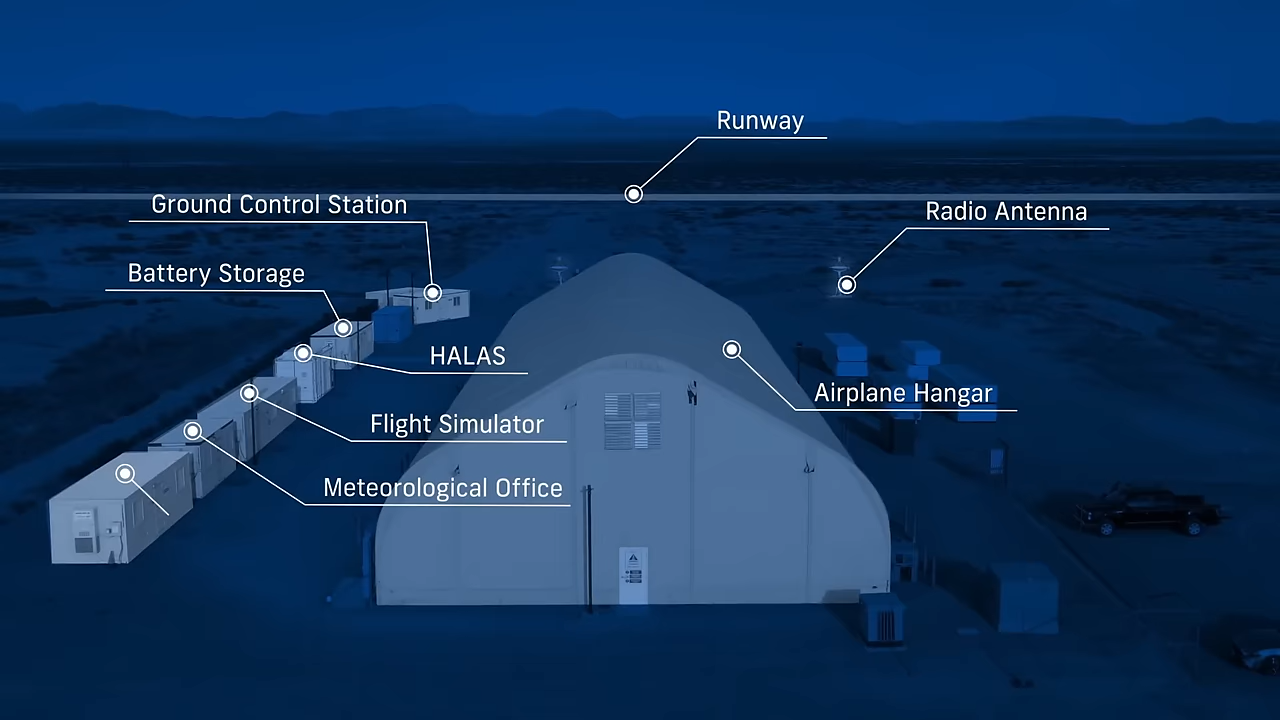 Runway
Ground Control Station
Radio Antenna
Battery Storage
HALAS
Airplane Hangar
Flight Simulator
Meteorological Office